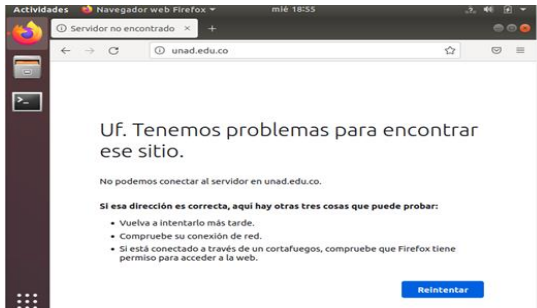 Actividades Navegador web Firefox mié 18:55
Servidor no encontrado
unad.edu.co
Uf. Tenemos problemas para encontrar
ese sitio.
No podemos conectar al servidor en unad.edu.co.
Si esa dirección es correcta, aquí hay otras tres cosas que puede probar:
• Vuelva a intentarlo más tarde.
• Compruebe su conexión de red.
• Si está conectado a través de un cortafuegos, compruebe que Firefox tiene
permiso para acceder a la web.
Reintentar